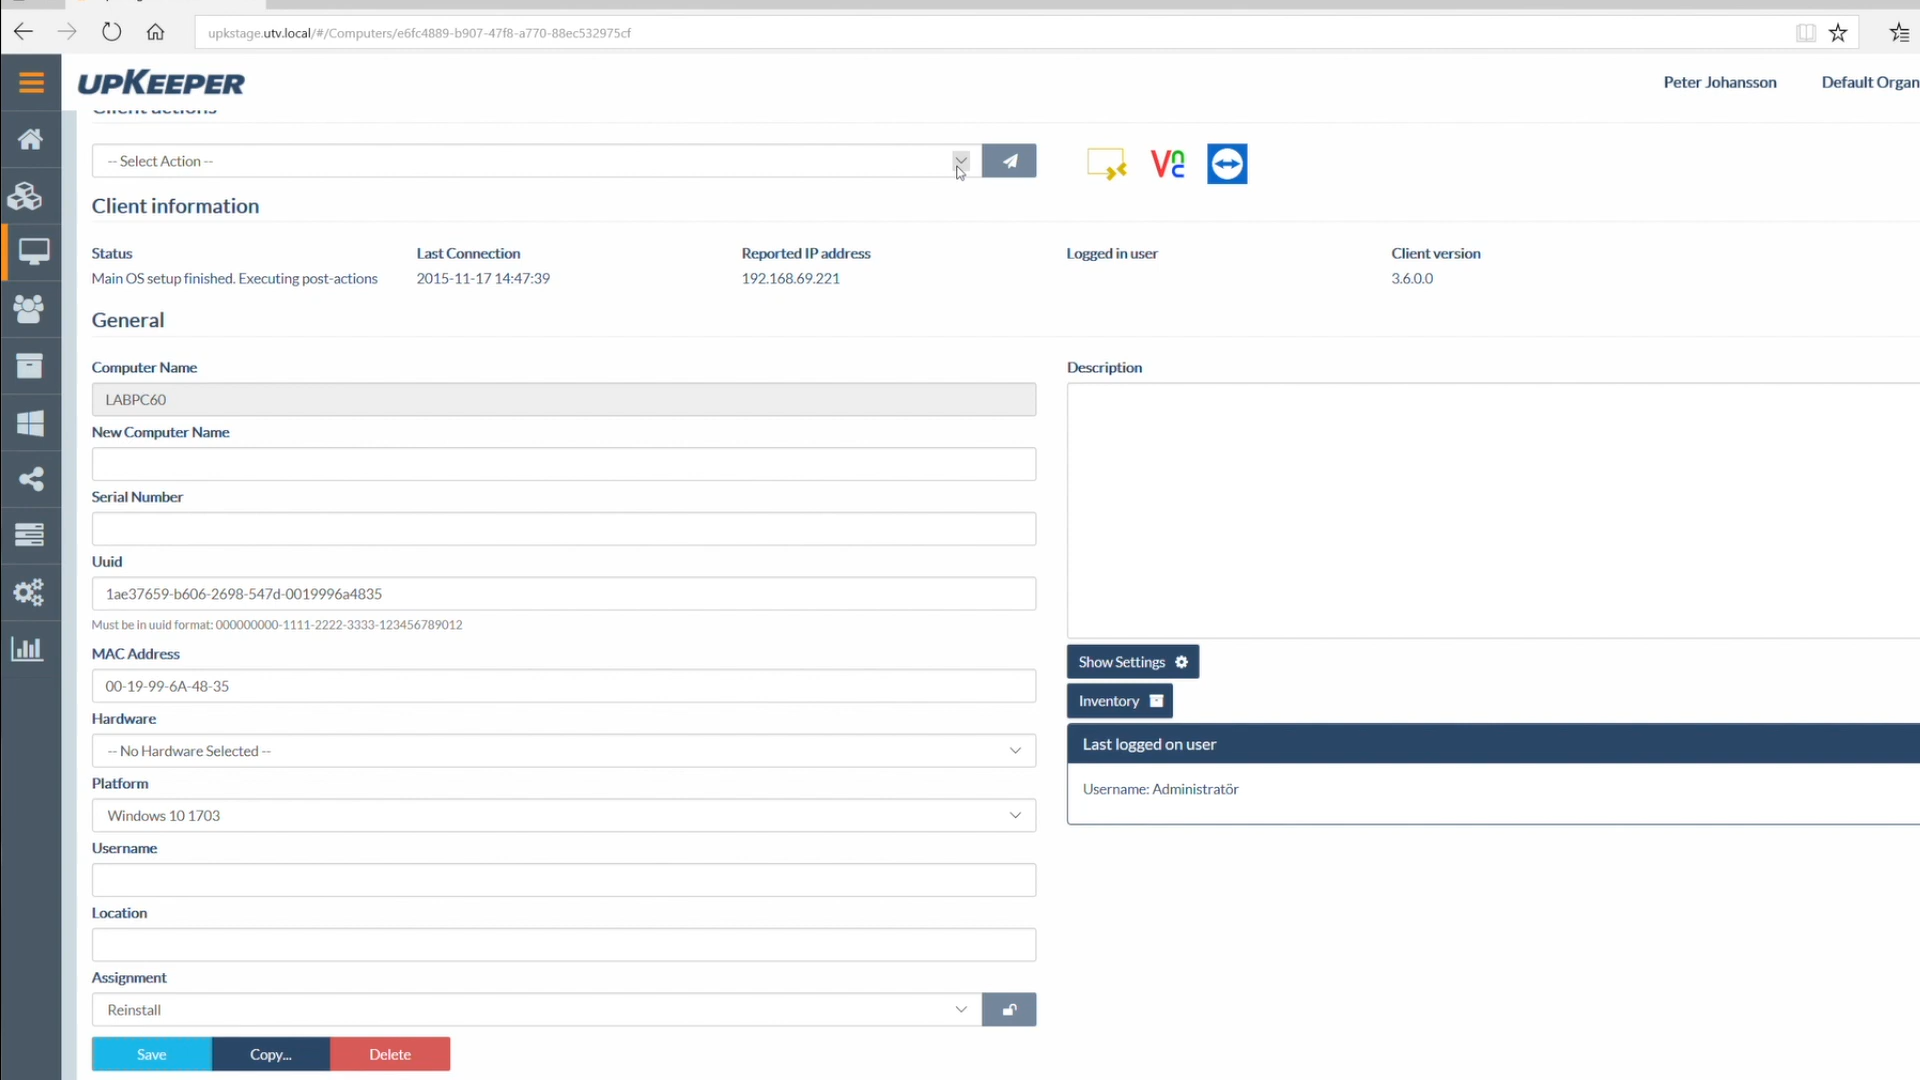 upkstage.utv.local/#/Computers/e6fc4889-b907-47f8-a770-88ec532975cf
UPKEEPER
Peter Johansson
Default Organ
Client actions
-- Select Action --
VNC
Client information
Status
Last Connection
Reported IP address
Logged in user
Client version
Main OS setup finished. Executing post-actions
2015-11-17 14:47:39
192.168.69.221
3.6.0.0
General
Computer Name
LABPC60
New Computer Name
Serial Number
Uuid
1ae37659-b606-2698-547d-0019996a4835
Must be in uuid format: 000000000-1111-2222-3333-123456789012
MAC Address
00-19-99-6A-48-35
Hardware
-- No Hardware Selected --
Platform
Windows 10 1703
Username
Location
Assignment
Reinstall
Save
Copy...
Delete
Description
Show Settings
Inventory
Last logged on user
Username: Administratör